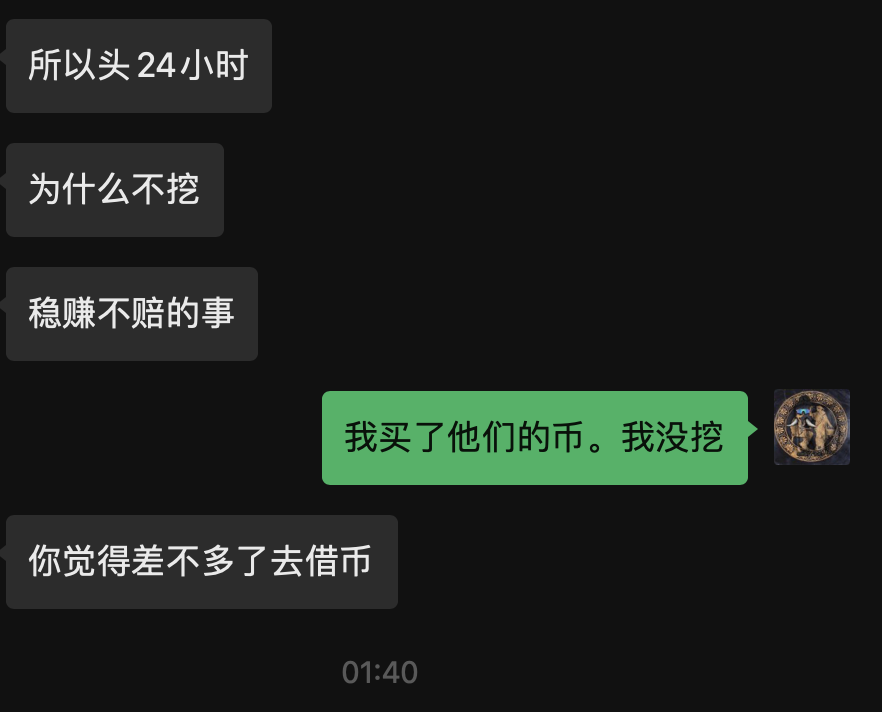 所以头24小时
为什么不挖
稳赚不赔的事
我买了他们的币。我没挖
你觉得差不多了去借币
01:40